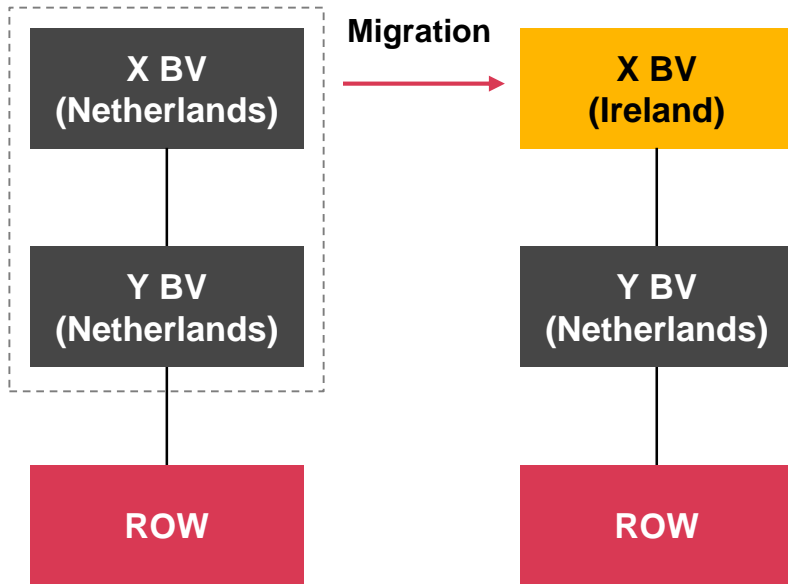 Migration
X BV
(Netherlands)
X BV
(Ireland)
Y BV
(Netherlands)
Y BV
(Netherlands)
ROW
ROW